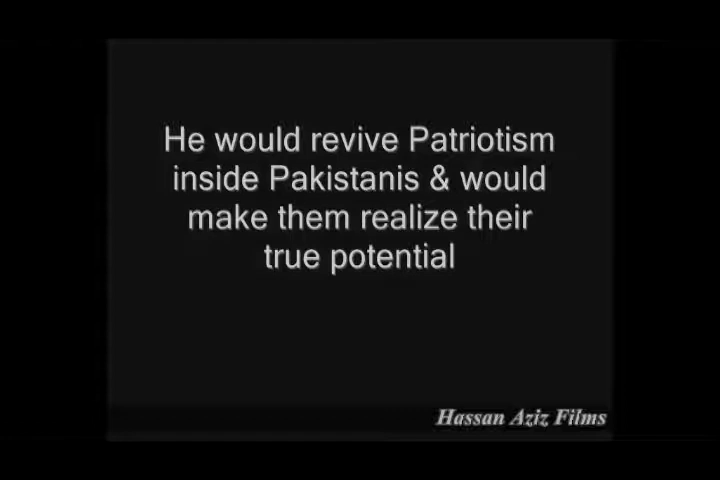 He would revive Patriotism
inside Pakistanis & would
make them realize their
true potential
Hassan Aziz Films